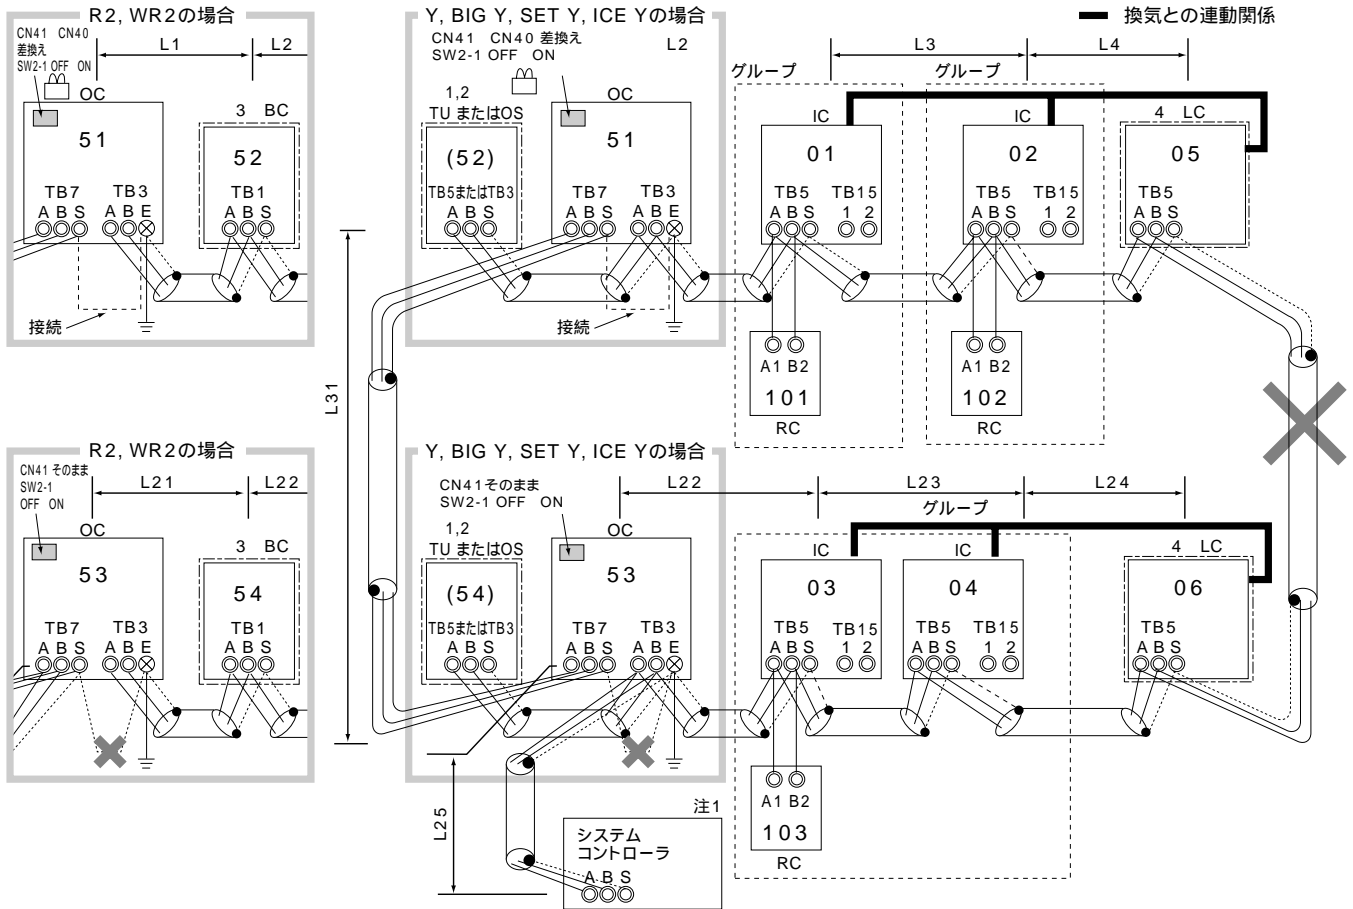 R2, WR2の場合
CN41 CN40
差換え
SW2-1 OFF ON
L1
L2
OC
51
TB7 TB3
A B S A B E
3 BC
52
TB1
A B S
接続
Y, BIG Y, SET Y, ICE Yの場合
CN41 CN40 差換え
SW2-1 OFF ON
L2
1,2
TU またはOS
(52)
TB5またはTB3
A B S
OC
51
TB7 TB3
A B S A B E
接続
換気との連動関係
L3
L4
グループ
IC
01
TB5 TB15
A B S 1 2
A1 B2
101
RC
グループ
IC
02
TB5 TB15
A B S 1 2
A1 B2
102
RC
4 LC
05
TB5
A B S
L31
R2, WR2の場合
CN41 そのまま
SW2-1
OFF ON
L21
L22
OC
53
TB7 TB3
A B S A B E
3 BC
54
TB1
A B S
Y, BIG Y, SET Y, ICE Yの場合
CN41そのまま
SW2-1 OFF ON
1,2
TU またはOS
(54)
TB5またはTB3
A B S
OC
53
TB7 TB3
A B S A B E
L22
L23
L24
グループ
IC
03
TB5 TB15
A B S 1 2
IC
04
TB5 TB15
A B S 1 2
4 LC
06
TB5
A B S
A1 B2
103
RC
L25
注1
システム
コントローラ
A B S